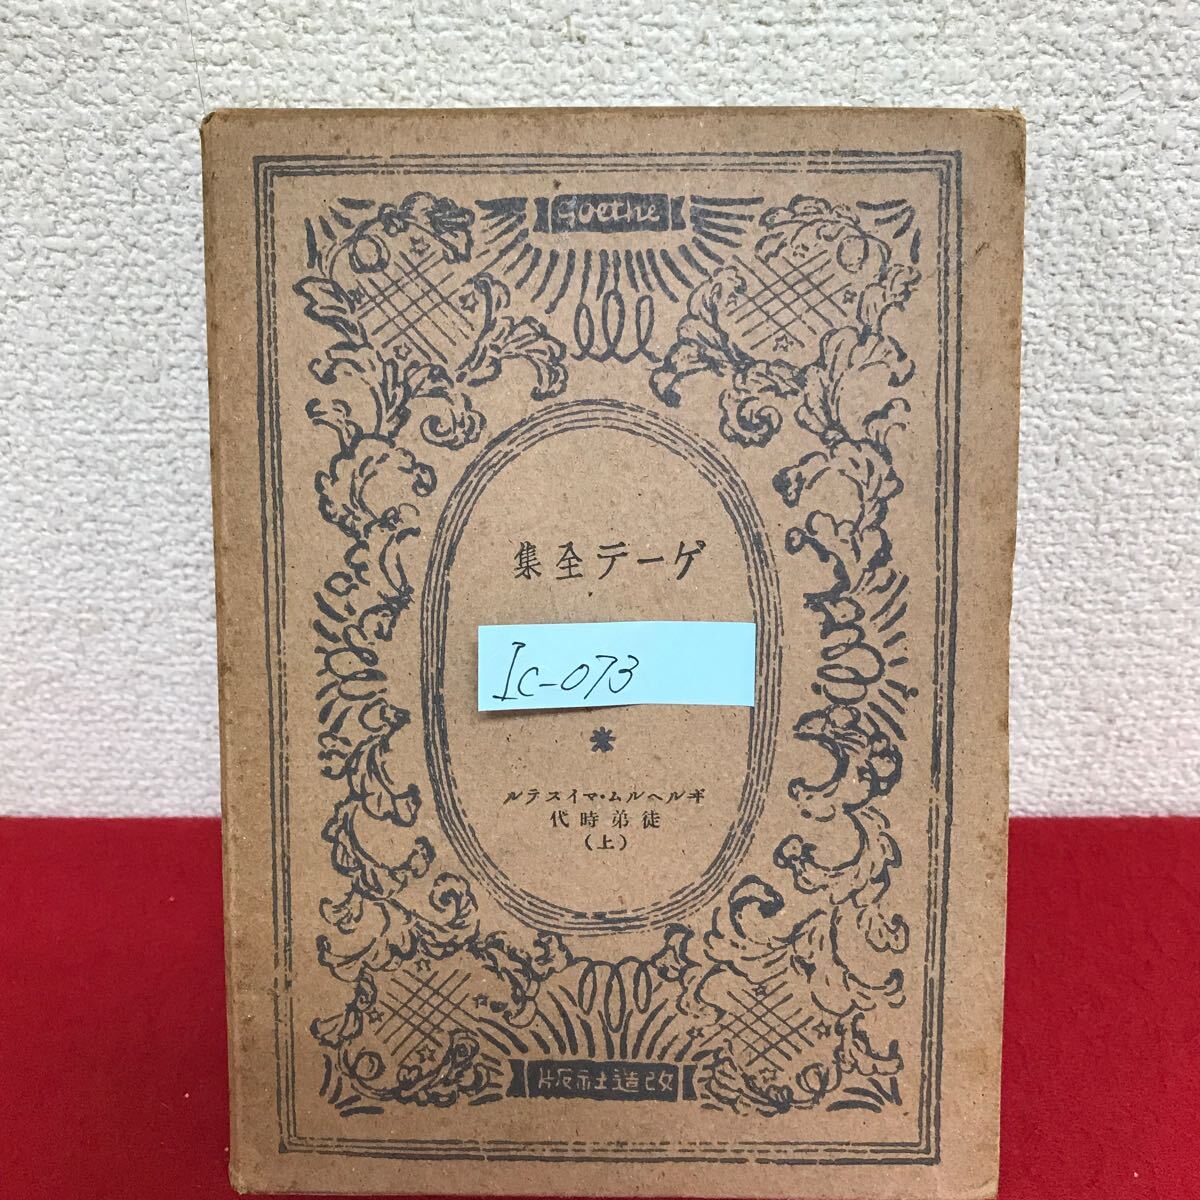 Goethe
ゲーテ全集
Ic-073
*
ヰルヘルム・マイステル
徒弟時代
(上)
改造社版